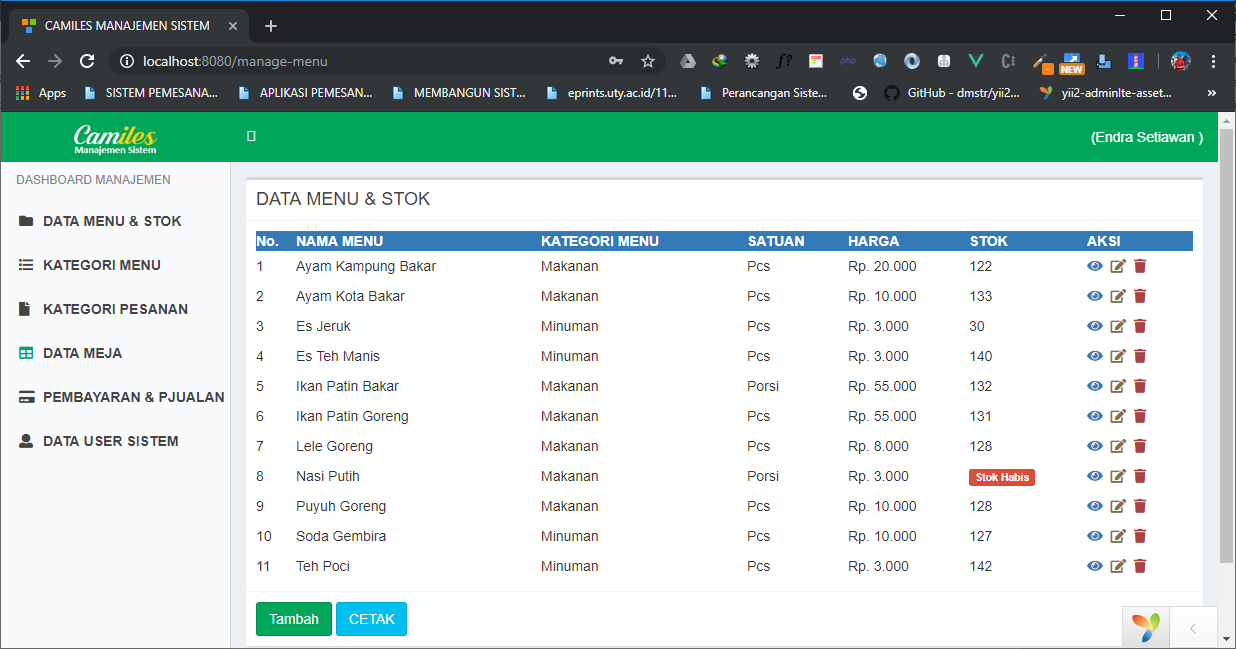 CAMILES MANAJEMEN SISTEM
localhost:8080/manage-menu
f? php C NEW
Apps SISTEM PEMESANA... APLIKASI PEMESAN... MEMBANGUN SIST... eprints.uty.ac.id/11... Perancangan Siste... GitHub - dmstr/yii2... yii2-adminlte-asset... »
Camiles
Manajemen Sistem
(Endra Setiawan )
DASHBOARD MANAJEMEN
DATA MENU & STOK
KATEGORI MENU
KATEGORI PESANAN
DATA MEJA
PEMBAYARAN & PJUALAN
DATA USER SISTEM
DATA MENU & STOK
No. NAMA MENU KATEGORI MENU SATUAN HARGA STOK AKSI
1 Ayam Kampung Bakar Makanan Pcs Rp. 20.000 122
2 Ayam Kota Bakar Makanan Pcs Rp. 10.000 133
3 Es Jeruk Minuman Pcs Rp. 3.000 30
4 Es Teh Manis Minuman Pcs Rp. 3.000 140
5 Ikan Patin Bakar Makanan Porsi Rp. 55.000 132
6 Ikan Patin Goreng Makanan Pcs Rp. 55.000 131
7 Lele Goreng Makanan Pcs Rp. 8.000 128
8 Nasi Putih Makanan Porsi Rp. 3.000 Stok Habis
9 Puyuh Goreng Makanan Pcs Rp. 10.000 128
10 Soda Gembira Minuman Pcs Rp. 10.000 127
11 Teh Poci Minuman Pcs Rp. 3.000 142
Tambah CETAK